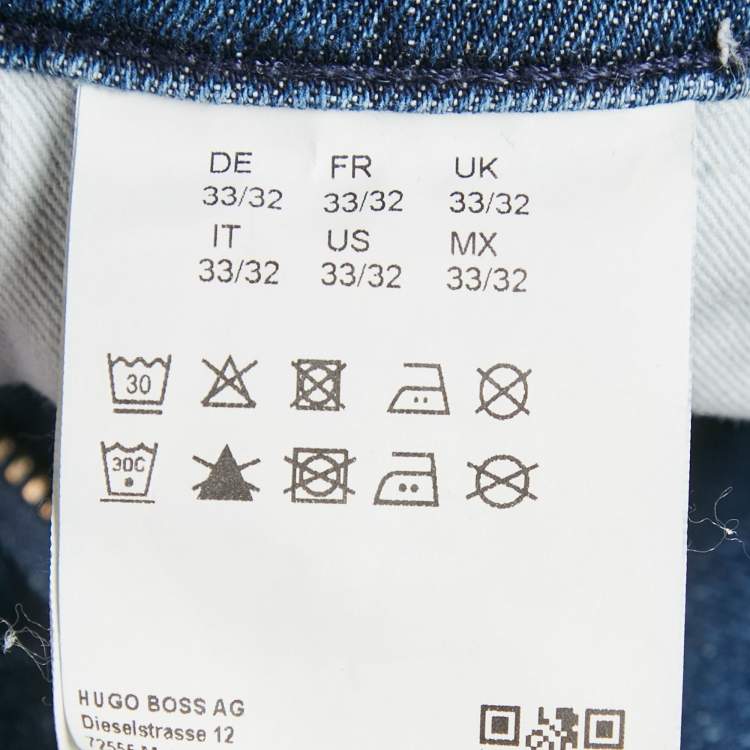 DE FR UK
33/32 33/32 33/32
IT US MX
33/32 33/32 33/32
30
30C
HUGO BOSS AG
Dieselstrasse 12